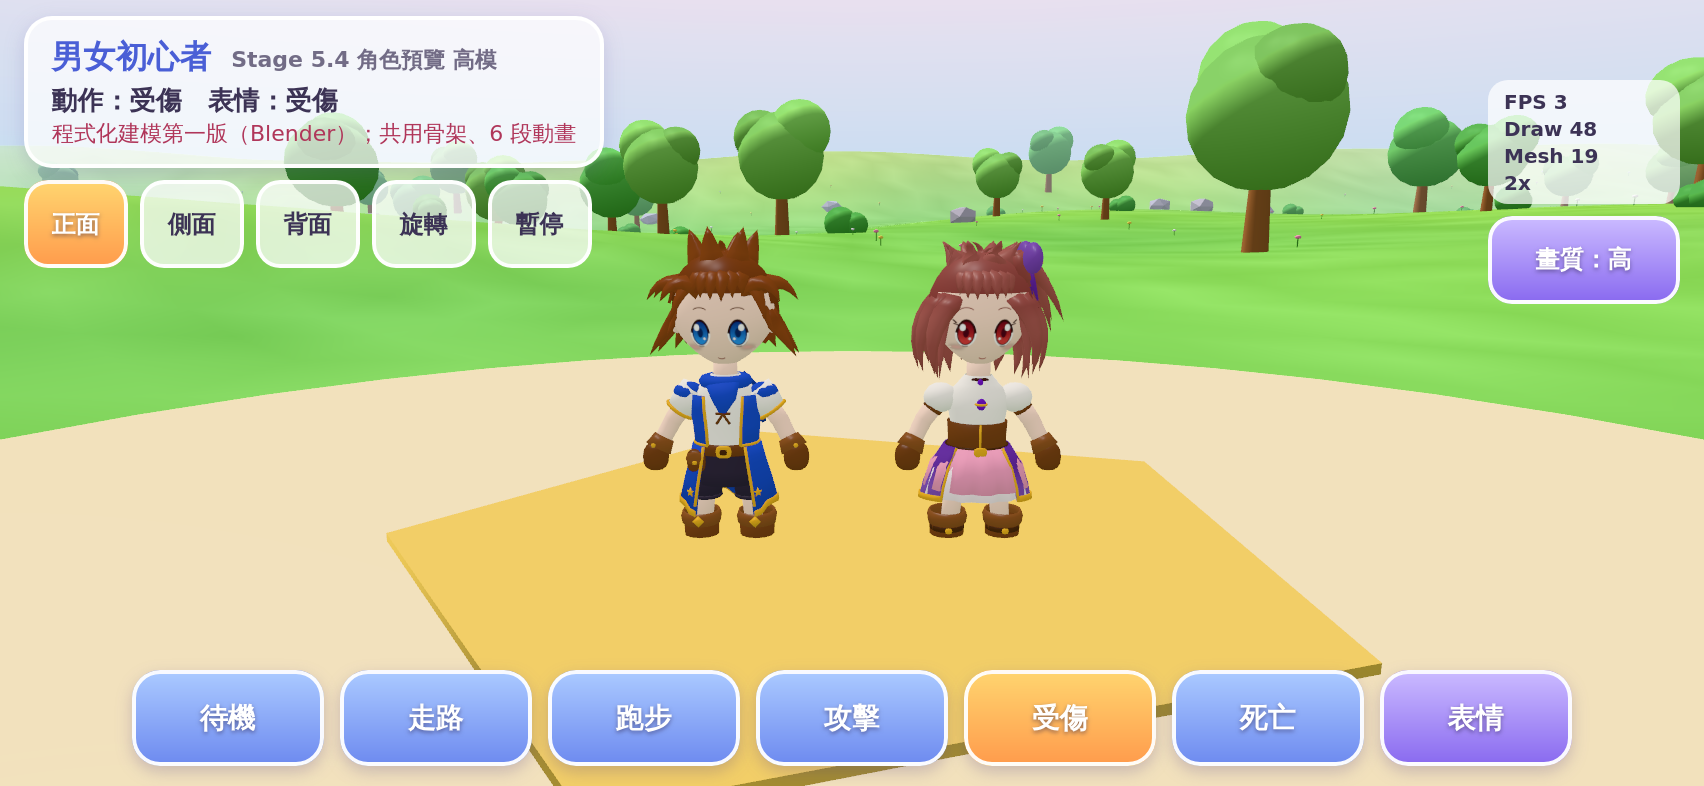 男女初心者 Stage 5.4 角色預覽 高模
動作：受傷　表情：受傷
程式化建模第一版（Blender）；共用骨架、6 段動畫
正面 側面 背面 旋轉 暫停
FPS 3
Draw 48
Mesh 19
2x
畫質：高
待機 走路 跑步 攻擊 受傷 死亡 表情